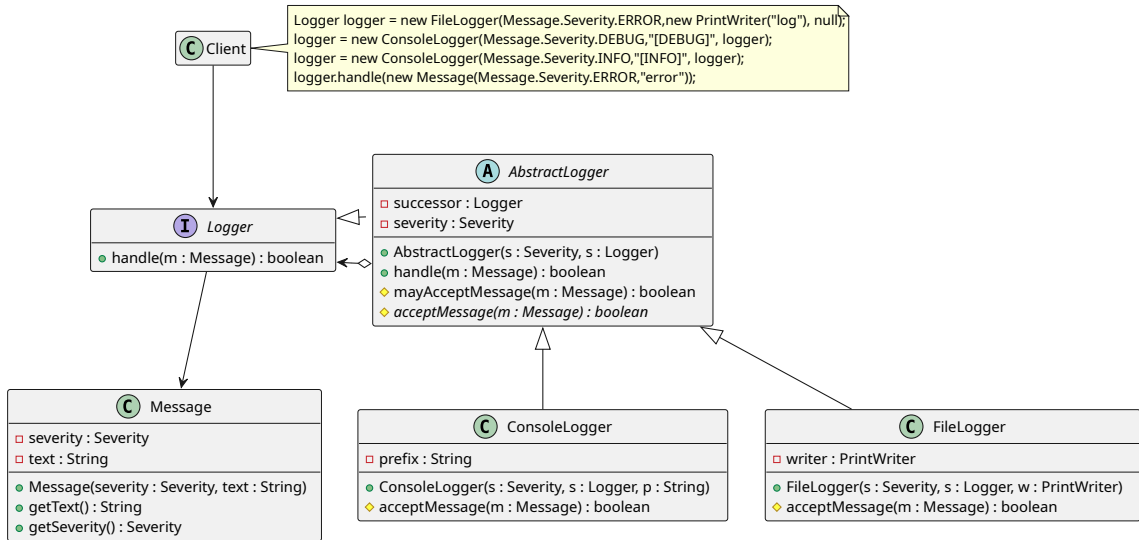 Logger logger = new FileLogger(Message.Severity.ERROR,new PrintWriter("log"), null);
logger = new ConsoleLogger(Message.Severity.DEBUG,"[DEBUG]", logger);
logger = new ConsoleLogger(Message.Severity.INFO,"[INFO]", logger);
logger.handle(new Message(Message.Severity.ERROR,"error"));
C Client
A AbstractLogger
successor : Logger
severity : Severity
AbstractLogger(s : Severity, s : Logger)
handle(m : Message) : boolean
mayAcceptMessage(m : Message) : boolean
acceptMessage(m : Message) : boolean
I Logger
handle(m : Message) : boolean
C Message
severity : Severity
text : String
Message(severity : Severity, text : String)
getText() : String
getSeverity() : Severity
C ConsoleLogger
prefix : String
ConsoleLogger(s : Severity, s : Logger, p : String)
acceptMessage(m : Message) : boolean
C FileLogger
writer : PrintWriter
FileLogger(s : Severity, s : Logger, w : PrintWriter)
acceptMessage(m : Message) : boolean